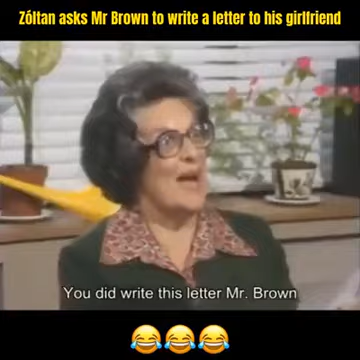 Zóltan asks Mr Brown to write a letter to his girlfriend
You did write this letter Mr. Brown